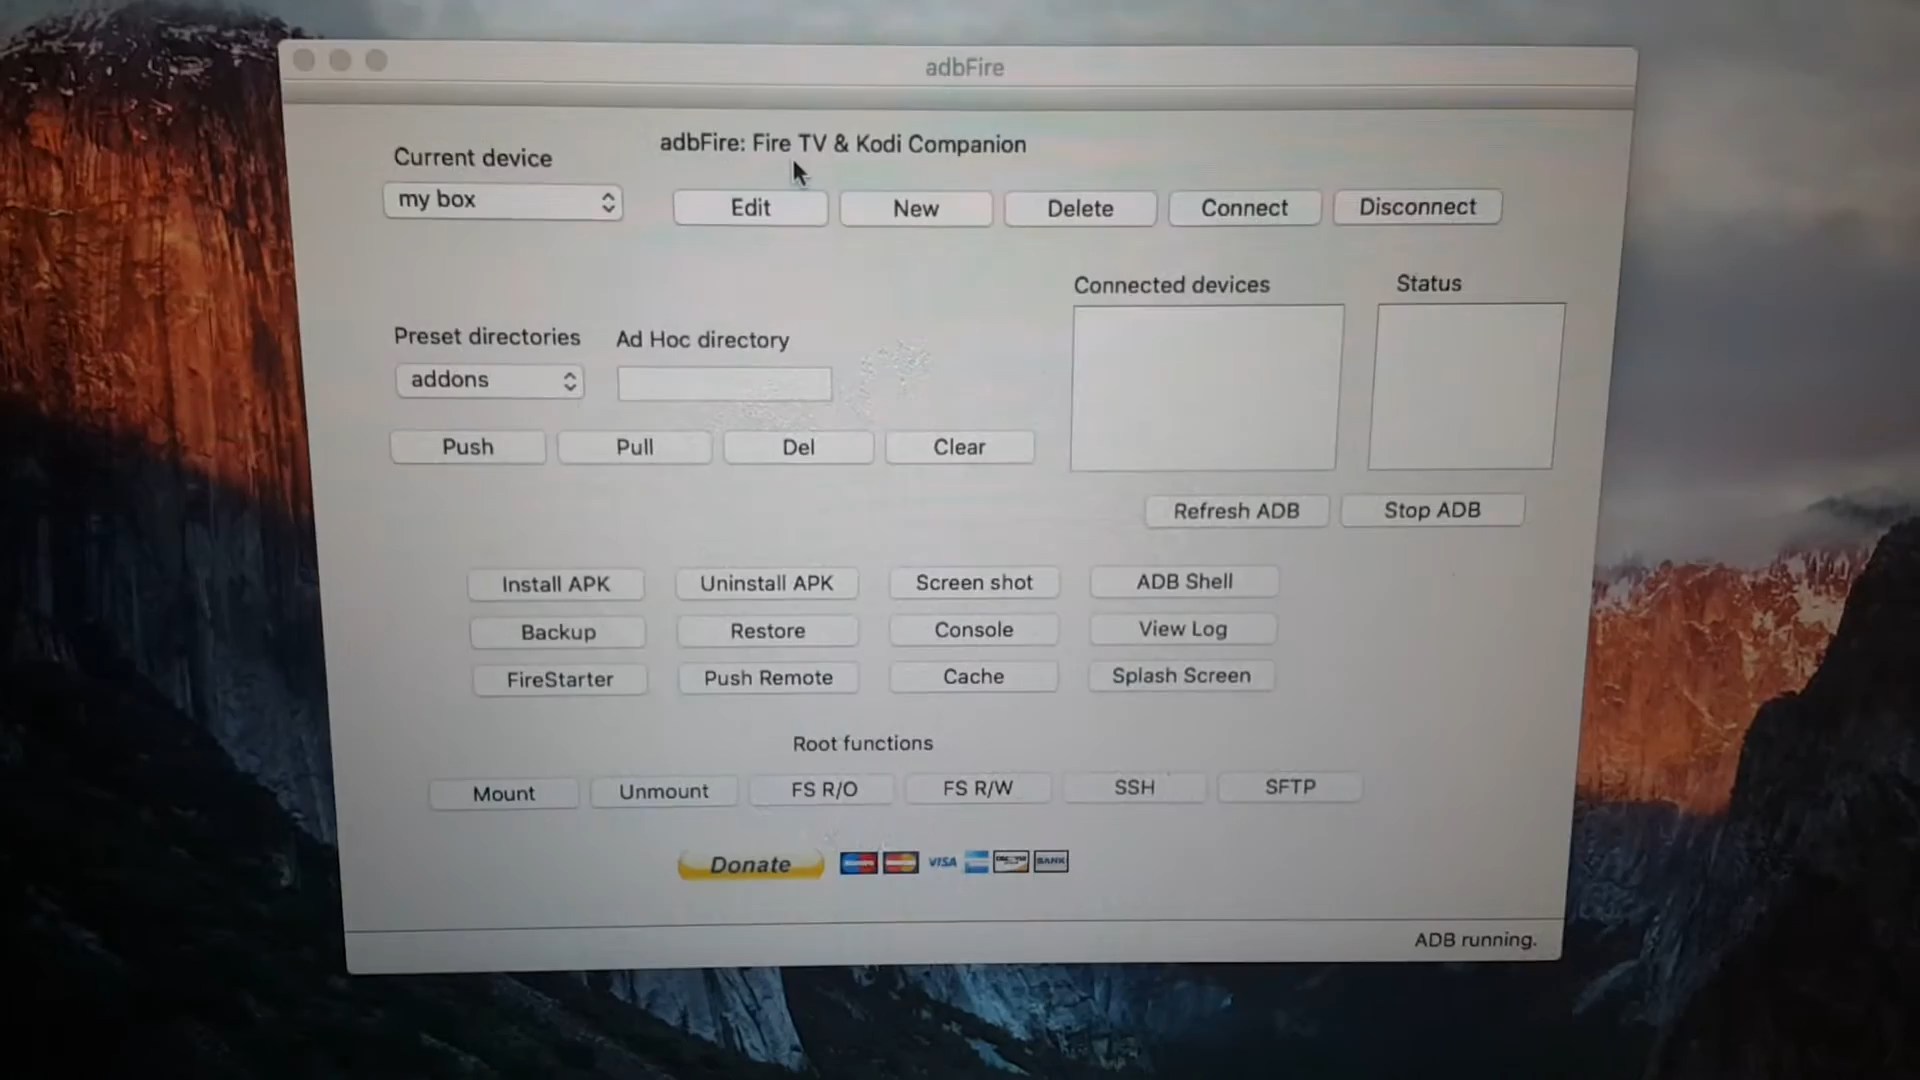 adbFire
adbFire: Fire TV & Kodi Companion
Current device
my box
Edit New Delete Connect Disconnect
Connected devices Status
Preset directories Ad Hoc directory
addons
Push Pull Del Clear
Refresh ADB Stop ADB
Install APK Uninstall APK Screen shot ADB Shell
Backup Restore Console View Log
FireStarter Push Remote Cache Splash Screen
Root functions
Mount Unmount FS R/O FS R/W SSH SFTP
Donate VISA BANK
ADB running.